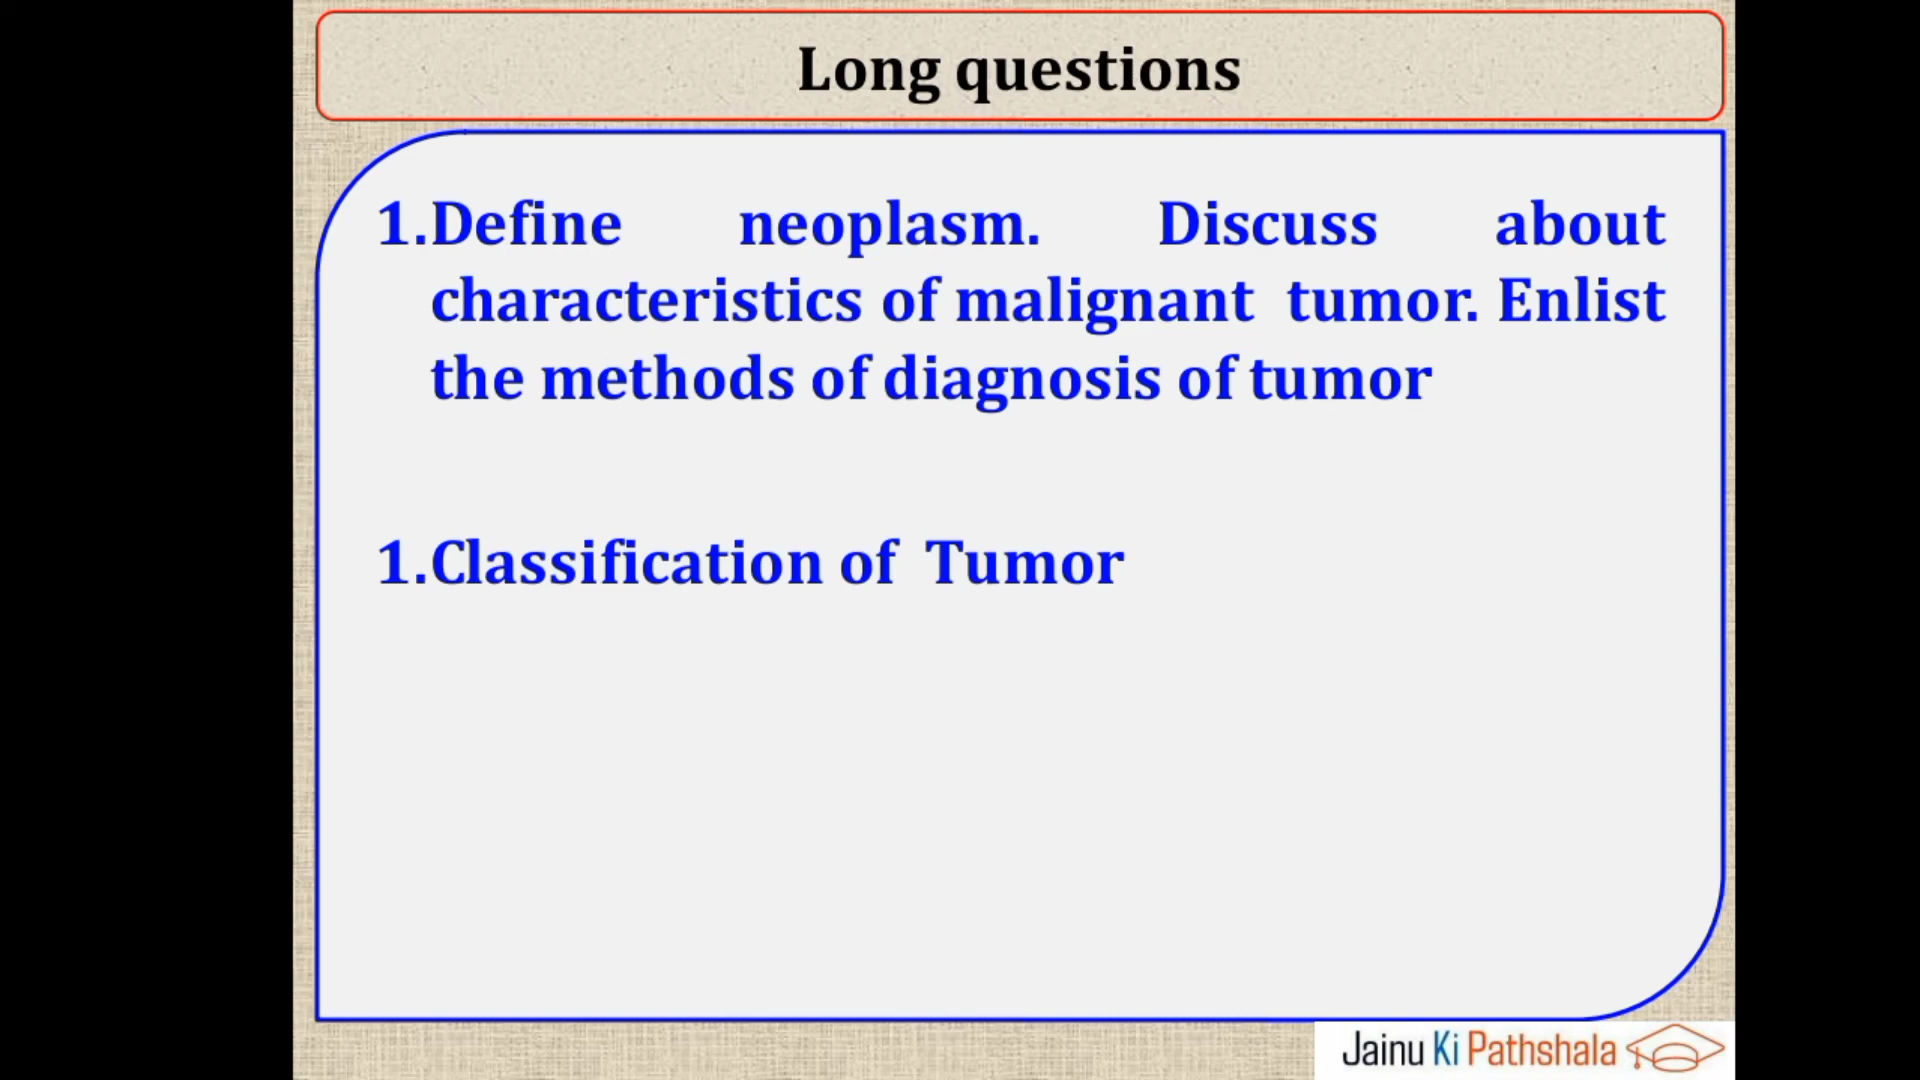 Long questions
1.Define neoplasm. Discuss about
characteristics of malignant tumor. Enlist
the methods of diagnosis of tumor
1.Classification of Tumor
Jainu Ki Pathshala